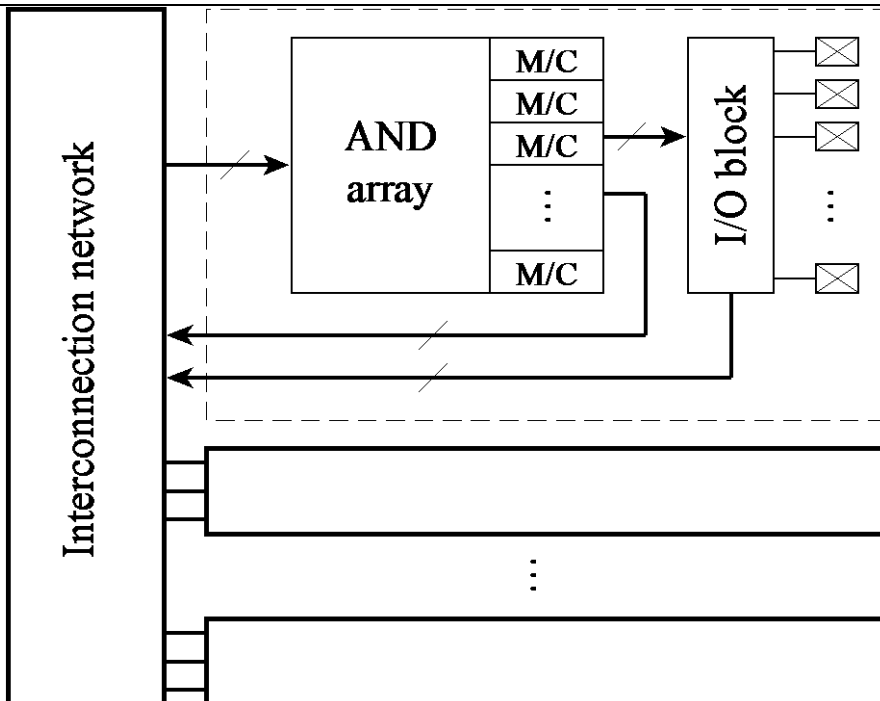 Interconnection network
AND
array
M/C
M/C
M/C
⋮
M/C
I/O block
⋮
⋮